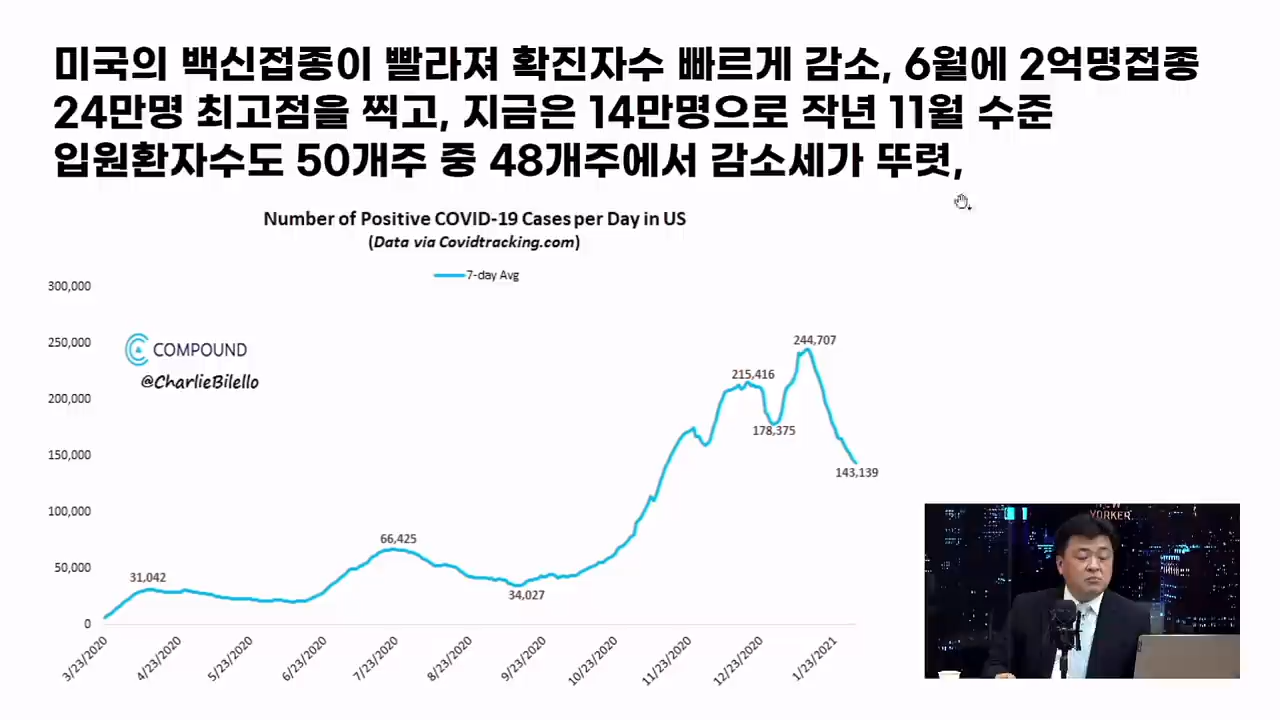 미국의 백신접종이 빨라져 확진자수 빠르게 감소, 6월에 2억명접종
24만명 최고점을 찍고, 지금은 14만명으로 작년 11월 수준
입원환자수도 50개주 중 48개주에서 감소세가 뚜렷,
Number of Positive COVID-19 Cases per Day in US
(Data via Covidtracking.com)
7-day Avg
300,000
250,000
200,000
150,000
100,000
50,000
0
COMPOUND
@CharlieBilello
31,042
66,425
34,027
215,416
178,375
244,707
143,139
3/23/2020
4/23/2020
5/23/2020
6/23/2020
7/23/2020
8/23/2020
9/23/2020
10/23/2020
11/23/2020
12/23/2020
1/23/2021
NEW
YORKER